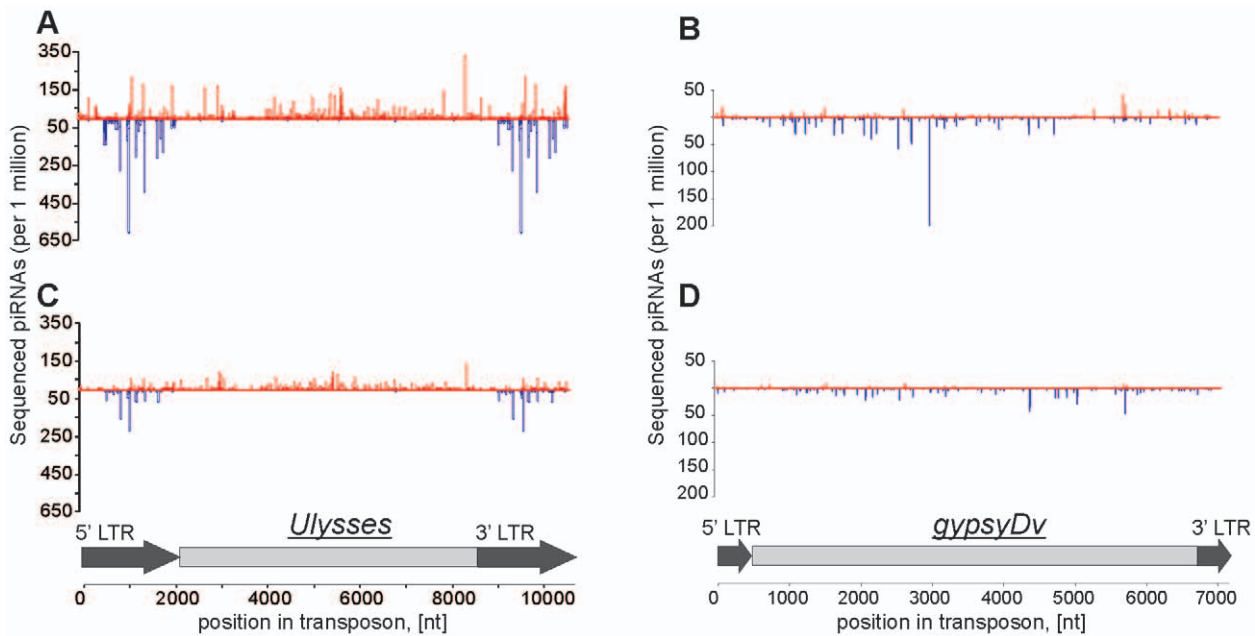 A
B
350
150
50
250
450
650
50
0
50
100
150
200
Sequenced piRNAs (per 1 million)
Sequenced piRNAs (per 1 million)
C
D
350
150
50
250
450
650
50
0
50
100
150
200
5' LTR
Ulysses
3' LTR
5' LTR
gypsyDv
3' LTR
0 2000 4000 6000 8000 10000
position in transposon, [nt]
0 1000 2000 3000 4000 5000 6000 7000
position in transposon, [nt]